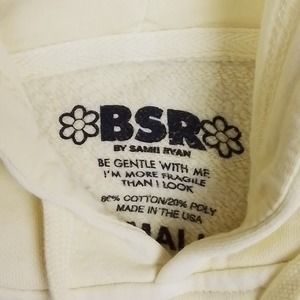 BSR
BY SAMII RYAN
BE GENTLE WITH ME
I'M MORE FRAGILE
THAN I LOOK
80% COTTON/20% POLY
MADE IN THE USA